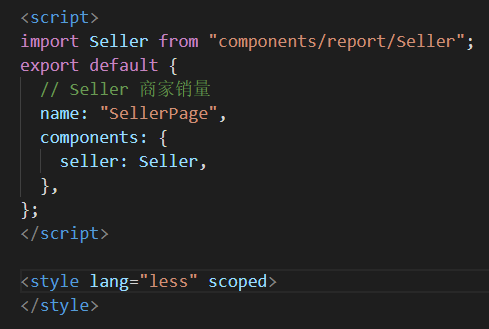 <script>
import Seller from "components/report/Seller";
export default {
  // Seller 商家销量
  name: "SellerPage",
  components: {
    seller: Seller,
  },
};
</script>

<style lang="less" scoped>
</style>